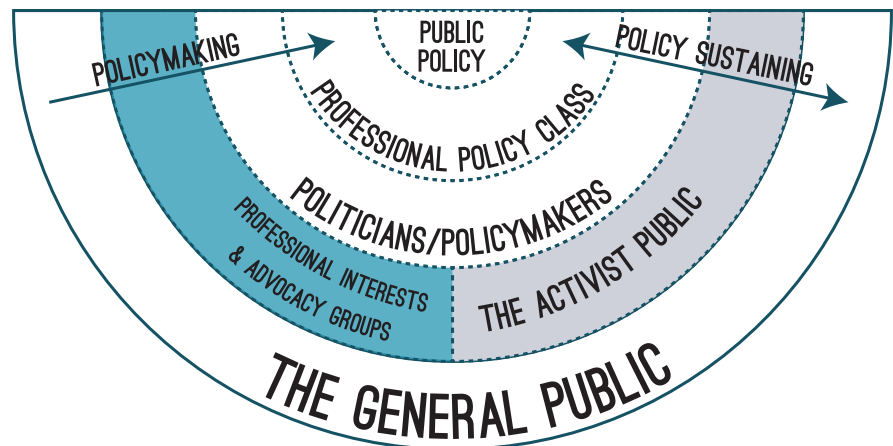 PUBLIC
POLICY
POLICYMAKING
POLICY SUSTAINING
PROFESSIONAL POLICY CLASS
POLITICIANS/POLICYMAKERS
PROFESSIONAL INTERESTS
& ADVOCACY GROUPS
THE ACTIVIST PUBLIC
THE GENERAL PUBLIC